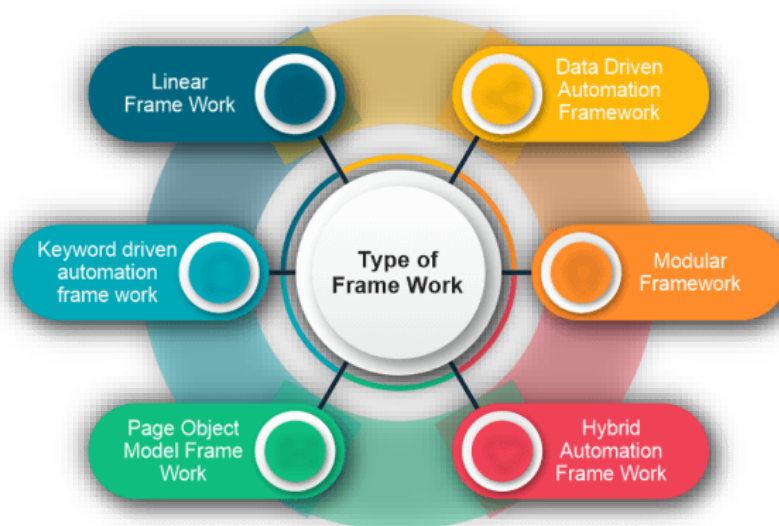 Linear
Frame Work
Data Driven
Automation
Framework
Keyword driven
automation
frame work
Type of
Frame Work
Modular
Framework
Page Object
Model Frame
Work
Hybrid
Automation
Frame Work